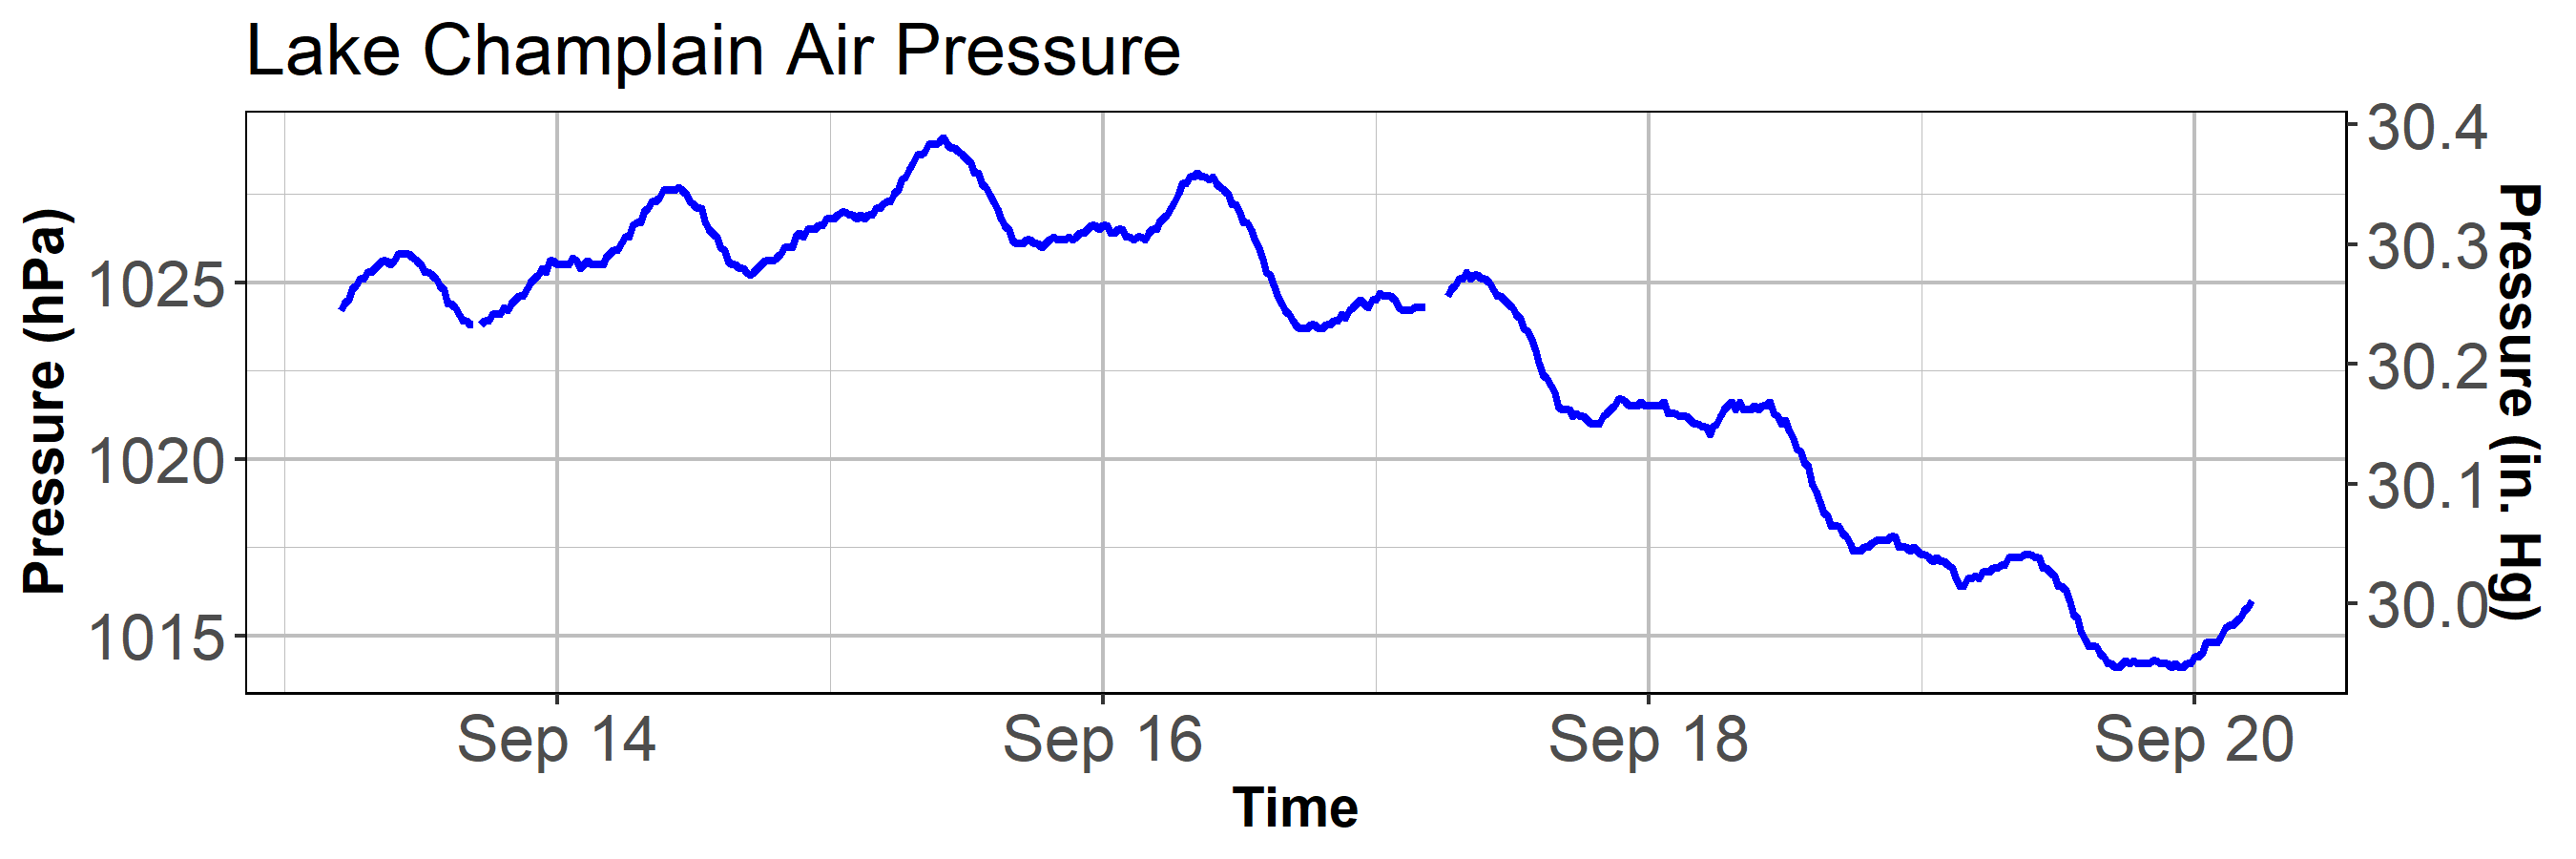 Lake Champlain Air Pressure
Pressure (hPa)
1025
1020
1015
30.4
30.3
30.2
30.1
30.0
Pressure (in. Hg)
Sep 14
Sep 16
Sep 18
Sep 20
Time